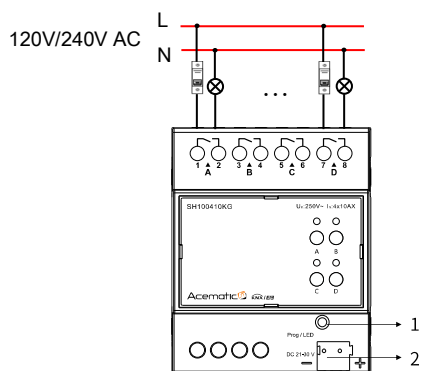 L
120V/240V AC
N
...
1 2 3 4 5 6 7 8
A B C D
SH100410KG Uₙ:250V~ Iₙ:4x10AX
A B
C D
Acematic KNX
1
Prog / LED
DC 21-30 V
2
— +